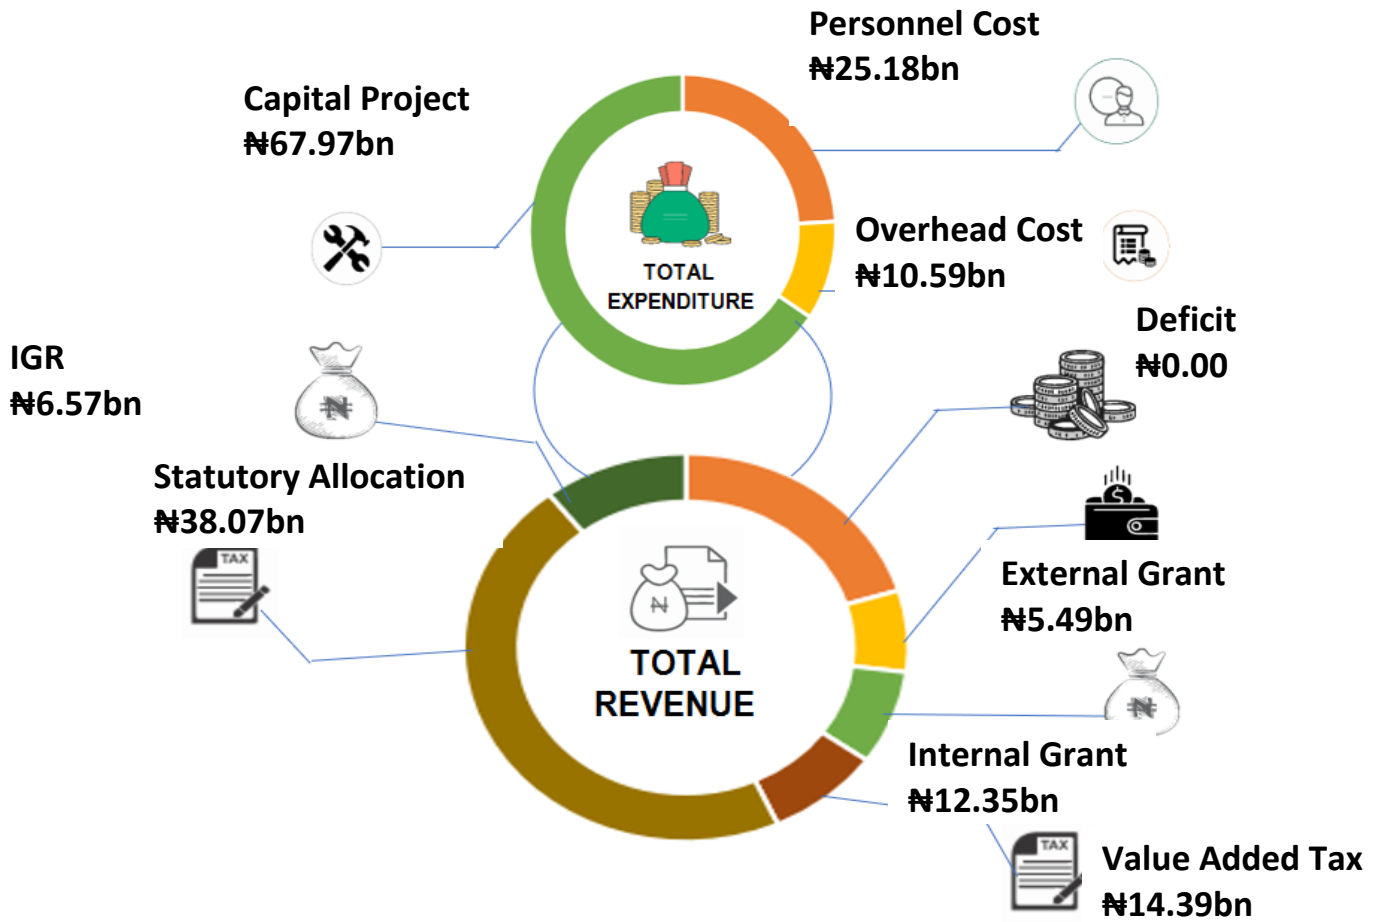 Personnel Cost
₦25.18bn
Capital Project
₦67.97bn
TOTAL
EXPENDITURE
Overhead Cost
₦10.59bn
Deficit
₦0.00
IGR
₦6.57bn
₦
Statutory Allocation
₦38.07bn
TAX
$
External Grant
₦5.49bn
₦
TOTAL
REVENUE
₦
Internal Grant
₦12.35bn
TAX
Value Added Tax
₦14.39bn